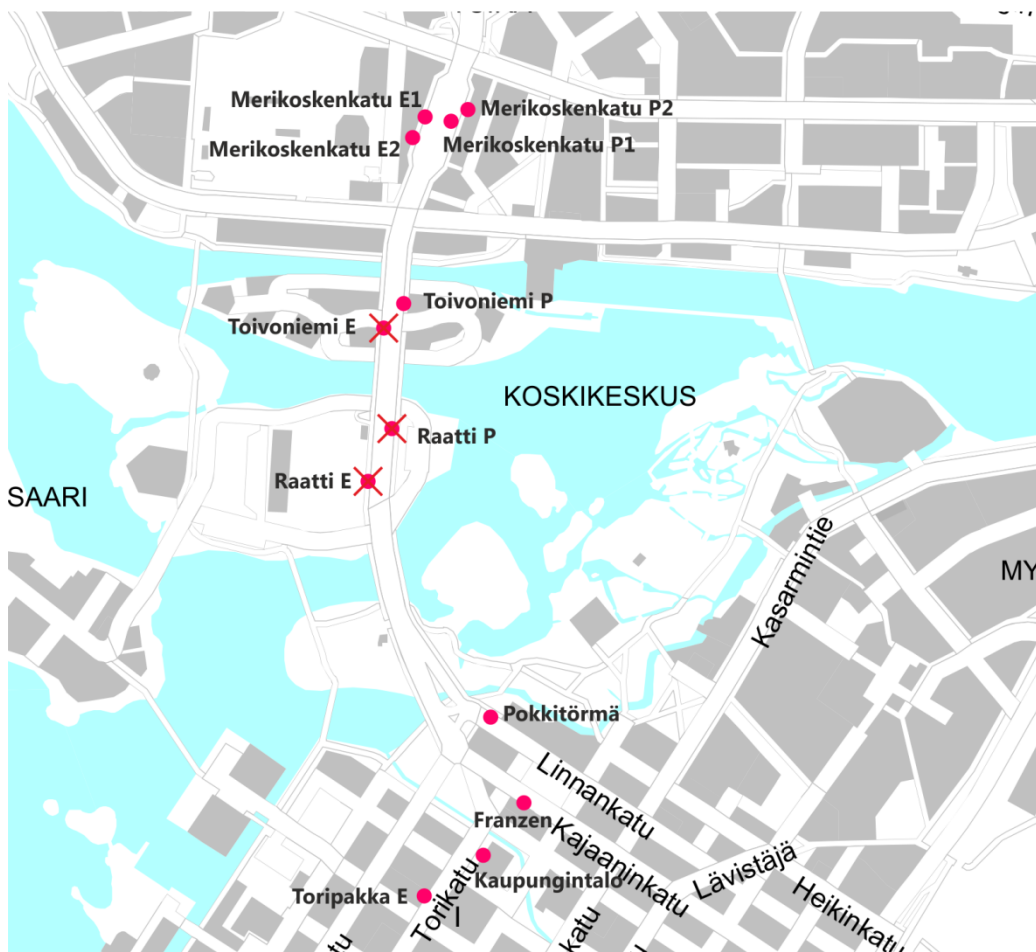 Merikoskenkatu E1
Merikoskenkatu P2
Merikoskenkatu E2
Merikoskenkatu P1
Toivoniemi P
Toivoniemi E
KOSKIKESKUS
Raatti P
Raatti E
SAARI
Kasarmintie
MY
Pokkitörmä
Linnankatu
Franzen
Kajaaninkatu
Kaupungintalo
Lävistäjä
Heikinkatu
Toripakka E
Torikatu
katu